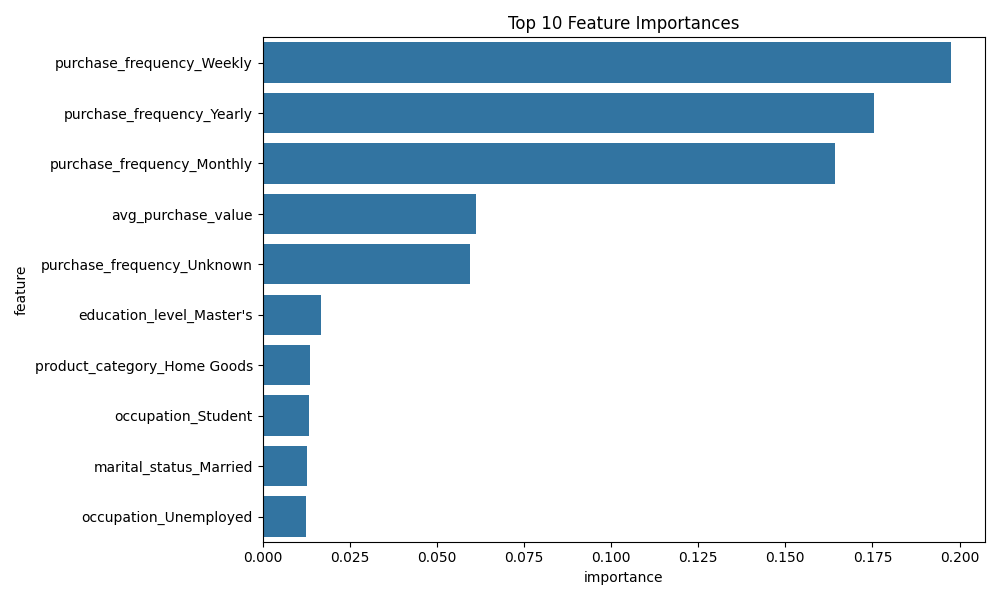 Top 10 Feature Importances
purchase_frequency_Weekly
purchase_frequency_Yearly
purchase_frequency_Monthly
avg_purchase_value
purchase_frequency_Unknown
education_level_Master's
product_category_Home Goods
occupation_Student
marital_status_Married
occupation_Unemployed
feature
0.000 0.025 0.050 0.075 0.100 0.125 0.150 0.175 0.200
importance